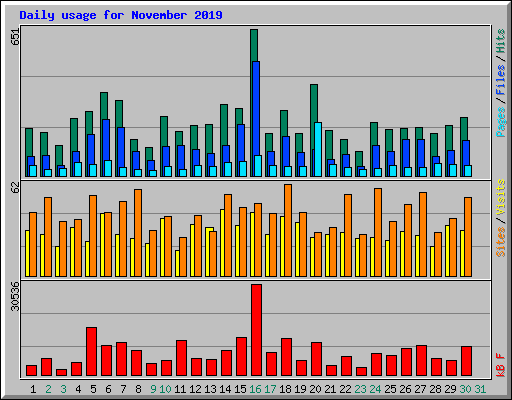 Daily usage for November 2019
651
Pages / Files / Hits
62
Sites / Visits
30536
kB F
1 2 3 4 5 6 7 8 9 10 11 12 13 14 15 16 17 18 19 20 21 22 23 24 25 26 27 28 29 30 31